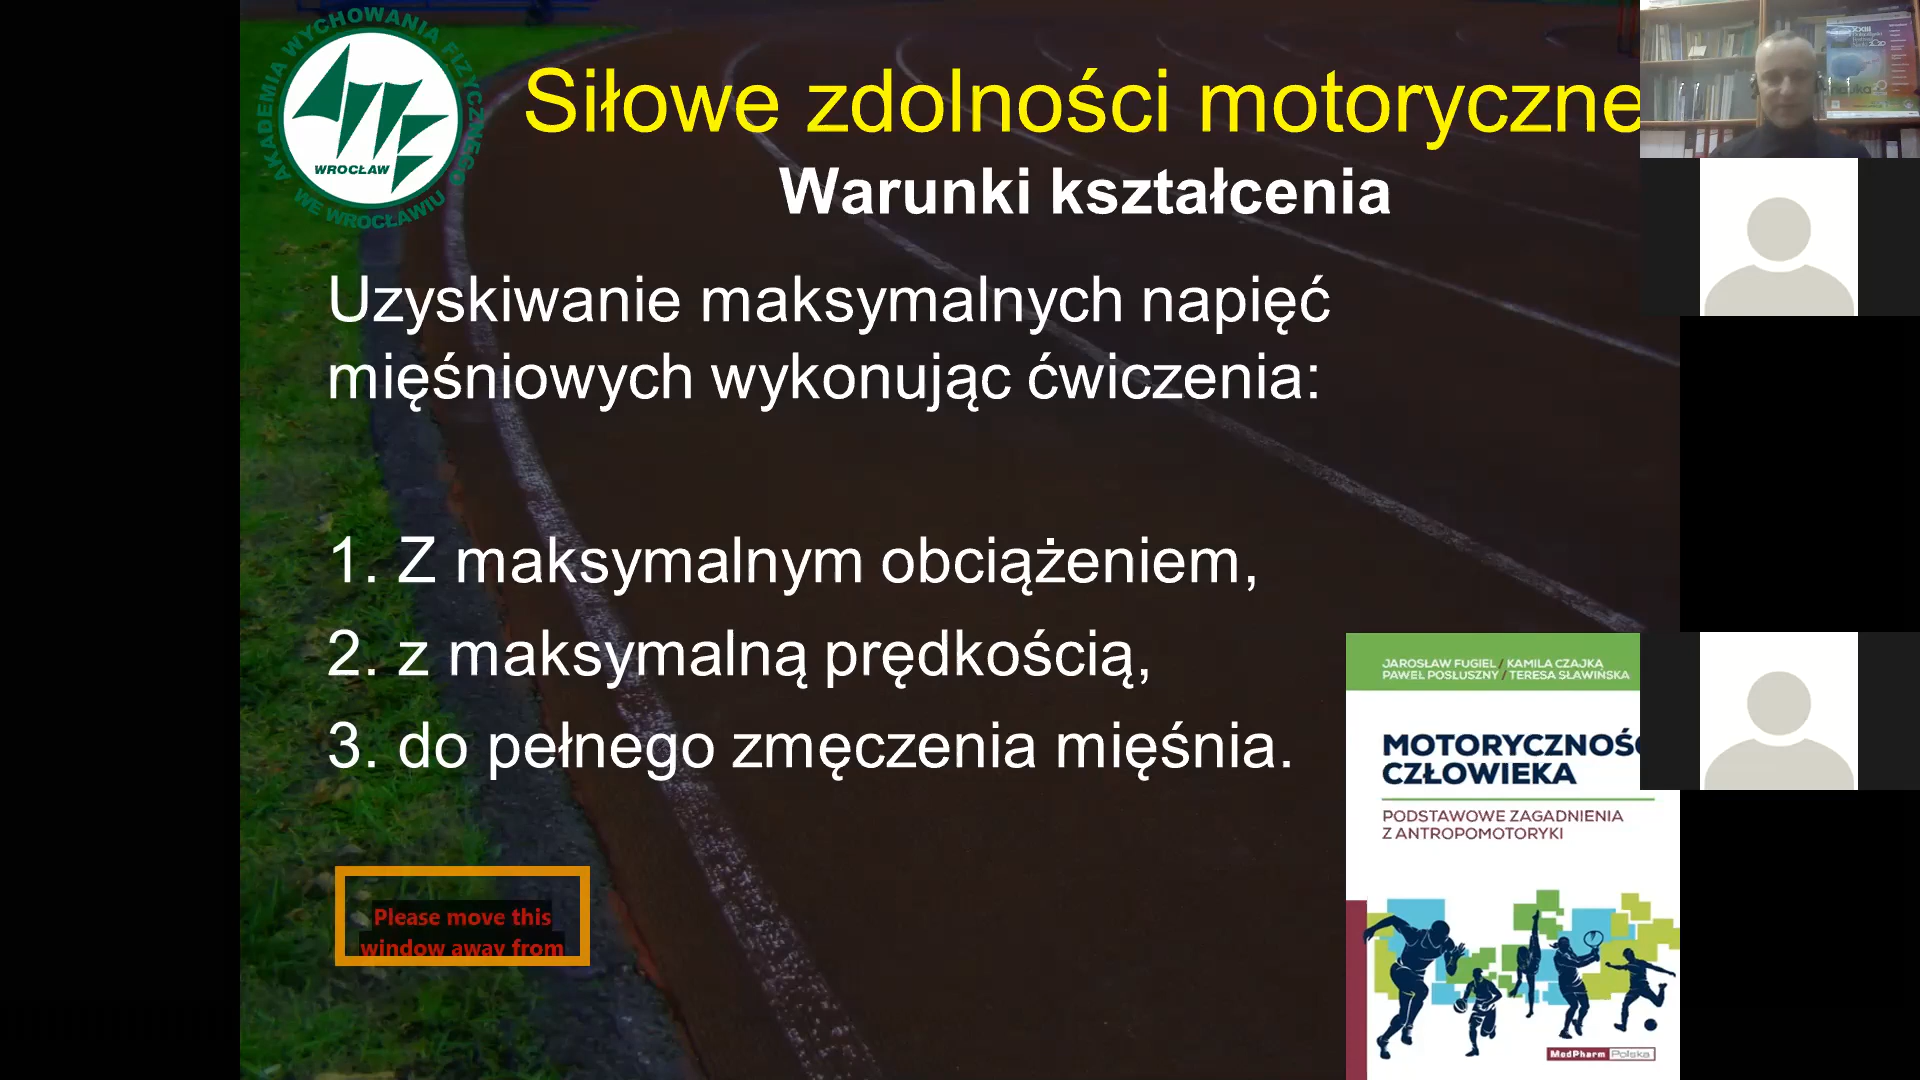 AKADEMIA WYCHOWANIA FIZYCZNEGO
WE WROCŁAWIU
WROCŁAW
Siłowe zdolności motoryczne
Warunki kształcenia
Uzyskiwanie maksymalnych napięć
mięśniowych wykonując ćwiczenia:
1. Z maksymalnym obciążeniem,
2. z maksymalną prędkością,
3. do pełnego zmęczenia mięśnia.
Please move this
window away from
JAROSŁAW FUGIEL / KAMILA CZAJKA
PAWEŁ POSŁUSZNY / TERESA SŁAWIŃSKA
MOTORYCZNOŚ
CZŁOWIEKA
PODSTAWOWE ZAGADNIENIA
Z ANTROPOMOTORYKI
MedPharm Polska